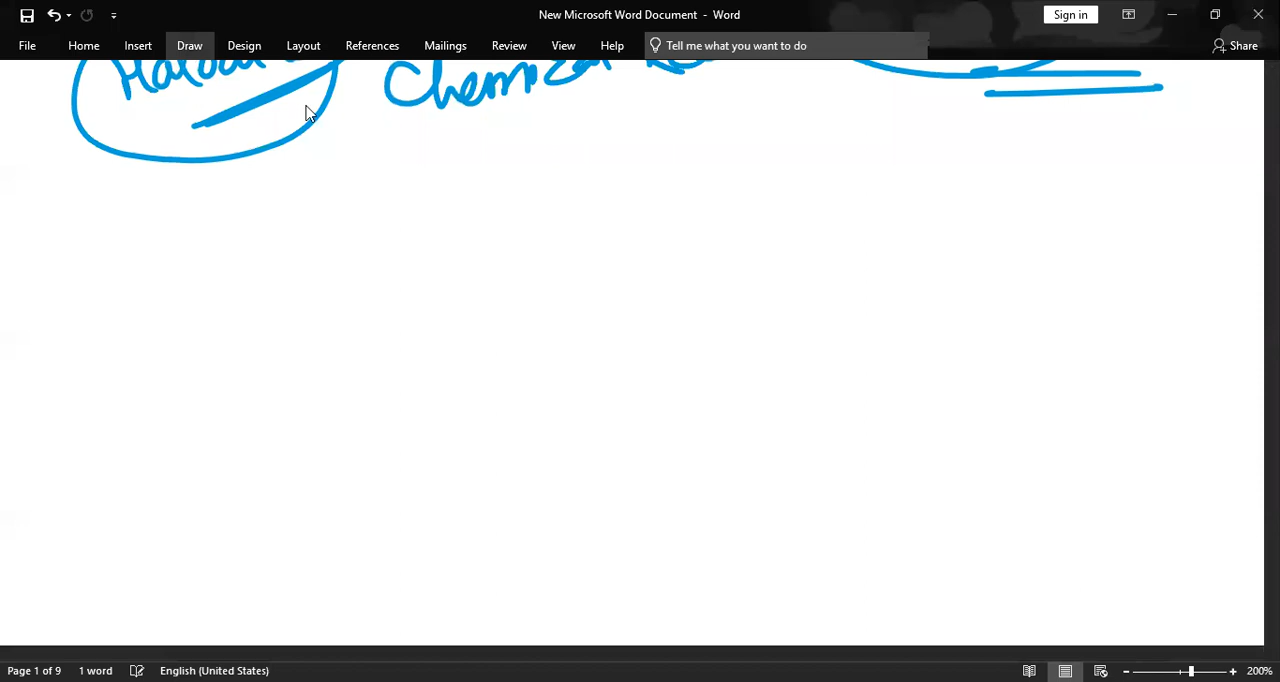 New Microsoft Word Document - Word
Sign in
File Home Insert Draw Design Layout References Mailings Review View Help Tell me what you want to do Share
Chemical
Page 1 of 9 1 word English (United States) 200%